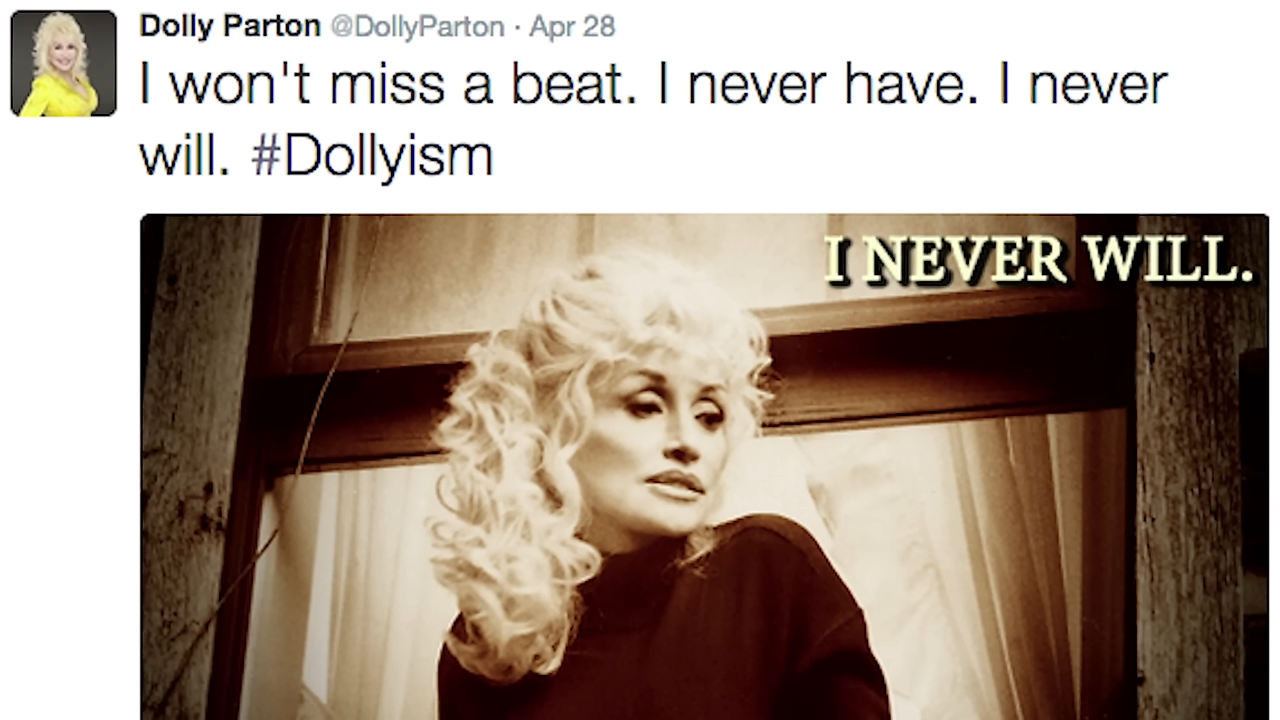 Dolly Parton @DollyParton · Apr 28
I won't miss a beat. I never have. I never
will. #Dollyism
I NEVER WILL.